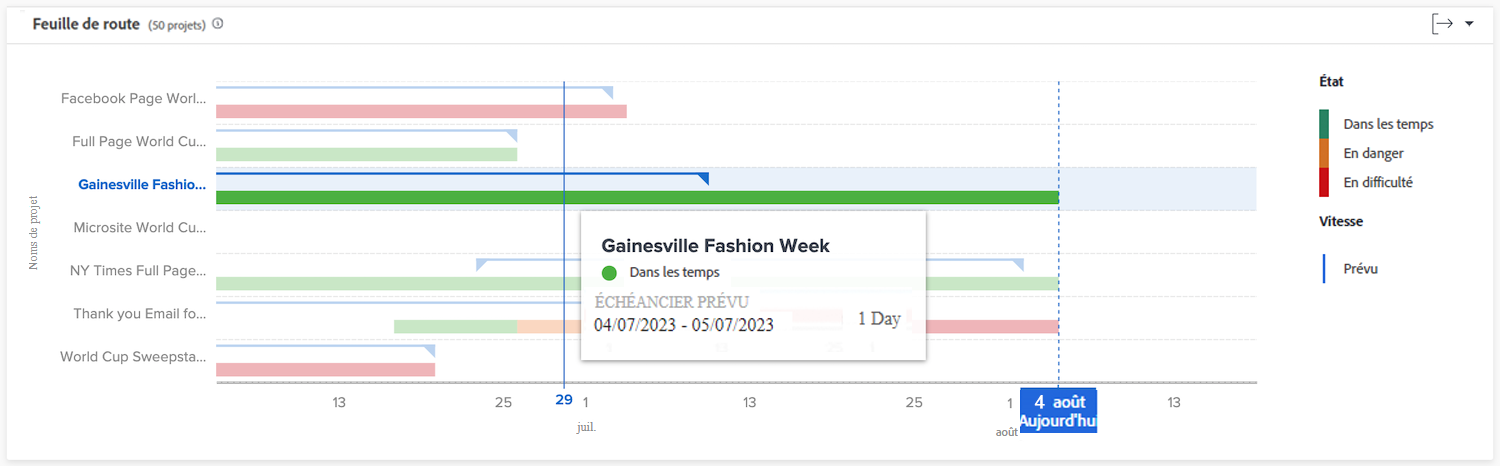 Feuille de route (50 projets)
État
Dans les temps
En danger
En difficulté
Vitesse
Prévu
Noms de projet
Facebook Page Worl...
Full Page World Cu...
Gainesville Fashio...
Microsite World Cu...
NY Times Full Page...
Thank you Email fo...
World Cup Sweepsta...
Gainesville Fashion Week
Dans les temps
ÉCHÉANCIER PRÉVU
04/07/2023 - 05/07/2023 1 Day
13 25 29 1 13 25 1 4 août 13
juil. août Aujourd'hui